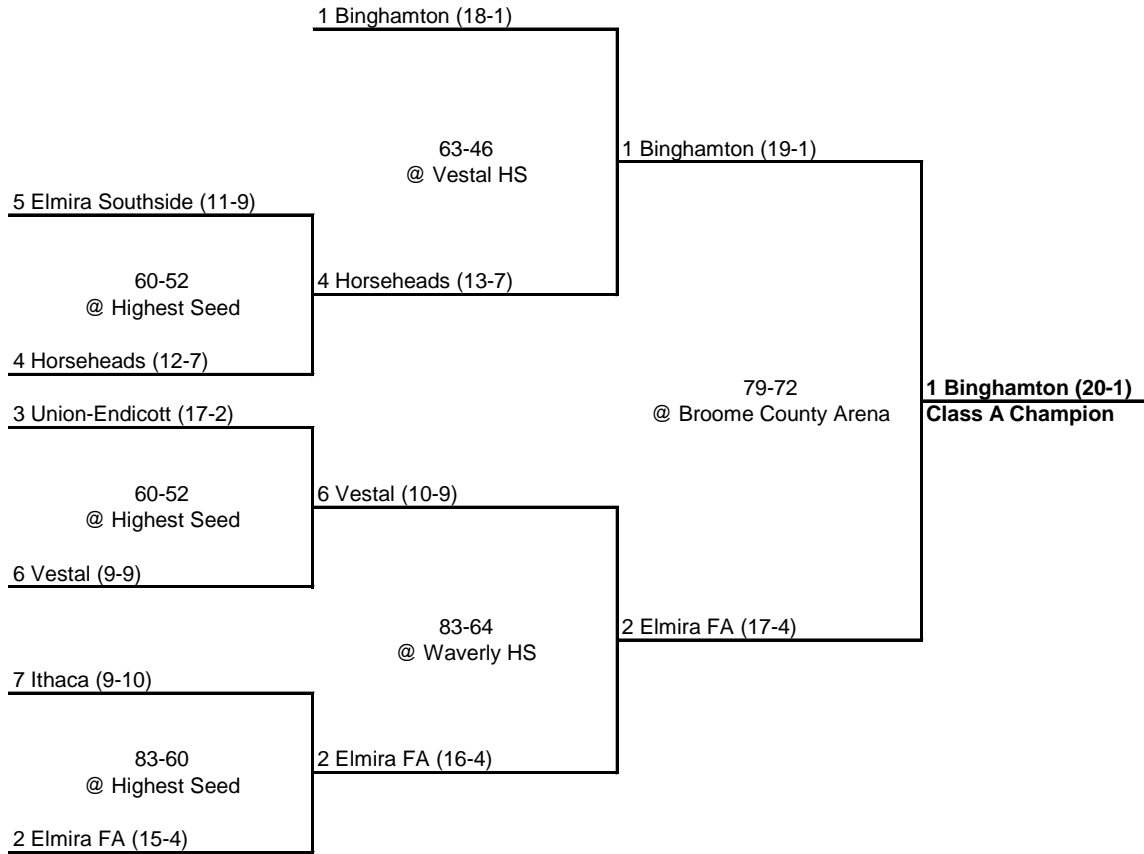 1 Binghamton (18-1)
63-46
@ Vestal HS
1 Binghamton (19-1)
5 Elmira Southside (11-9)
60-52
@ Highest Seed
4 Horseheads (13-7)
4 Horseheads (12-7)
79-72
@ Broome County Arena
1 Binghamton (20-1)
Class A Champion
3 Union-Endicott (17-2)
60-52
@ Highest Seed
6 Vestal (10-9)
6 Vestal (9-9)
83-64
@ Waverly HS
2 Elmira FA (17-4)
7 Ithaca (9-10)
83-60
@ Highest Seed
2 Elmira FA (16-4)
2 Elmira FA (15-4)